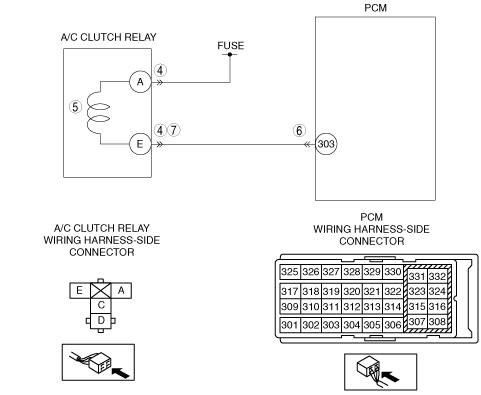 PCM
A/C CLUTCH RELAY
FUSE
A
4
5
E
4 7
6
303
A/C CLUTCH RELAY
WIRING HARNESS-SIDE
CONNECTOR
E A
C
D
PCM
WIRING HARNESS-SIDE
CONNECTOR
325 326 327 328 329 330 331 332
317 318 319 320 321 322 323 324
309 310 311 312 313 314 315 316
301 302 303 304 305 306 307 308